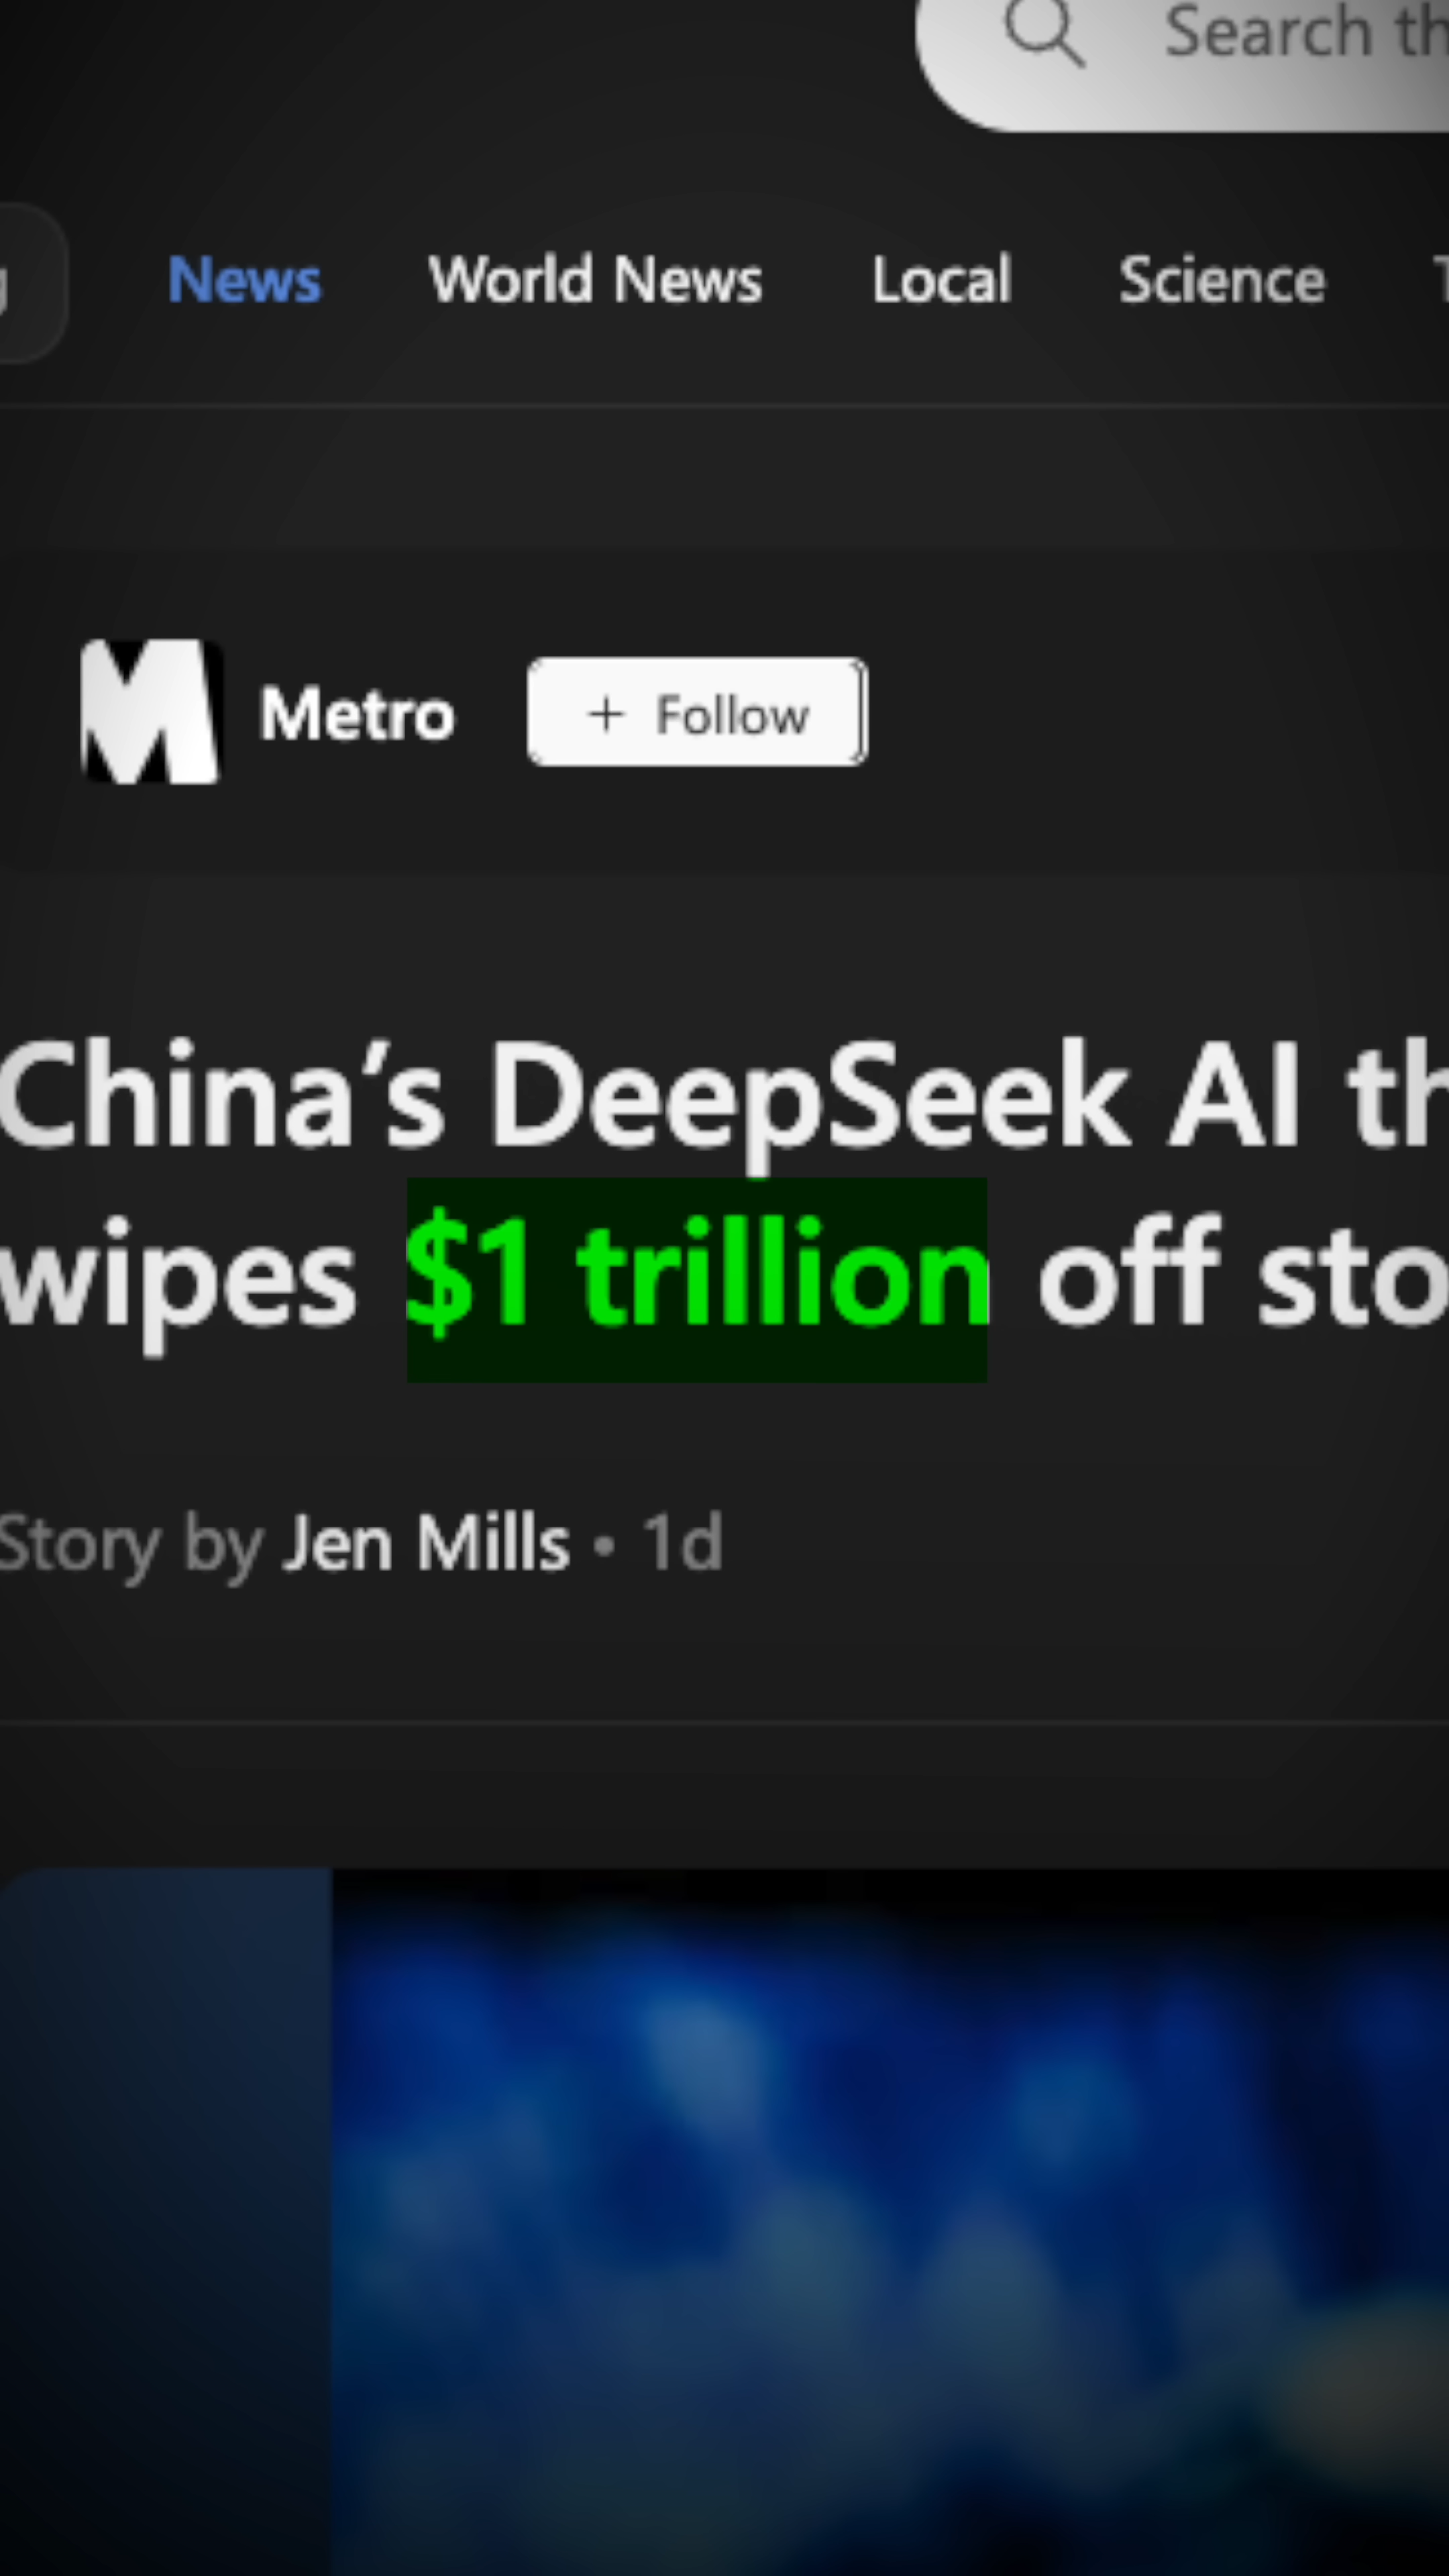 Search th
g News World News Local Science T
M Metro + Follow
China's DeepSeek AI th
wipes $1 trillion off sto
Story by Jen Mills • 1d